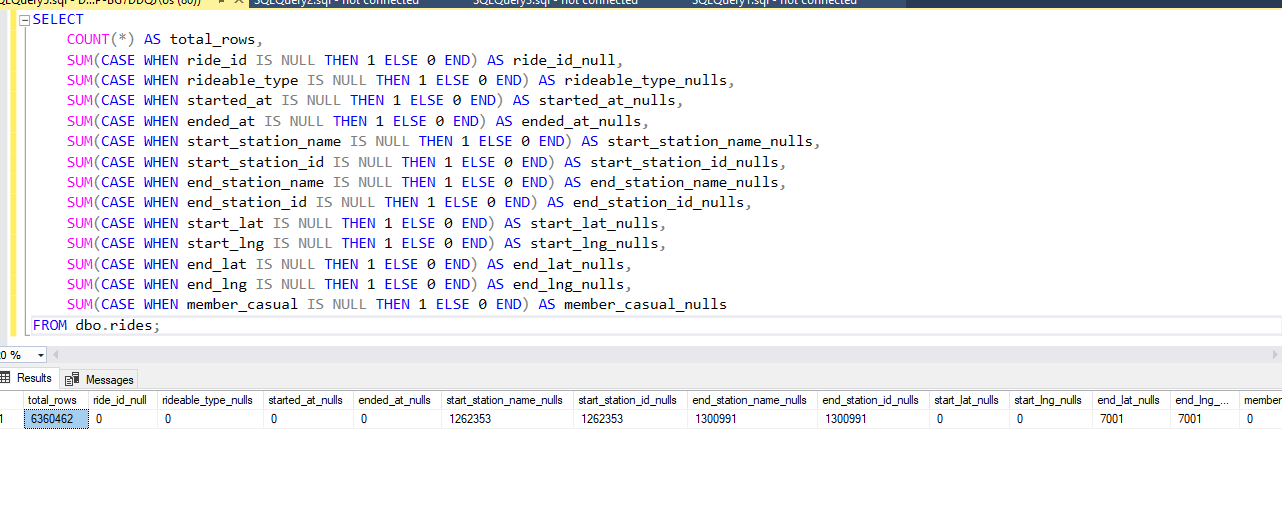 SQLQuery2.sql - not connected SQLQuery3.sql - not connected SQLQuery1.sql - not connected
SELECT
COUNT(*) AS total_rows,
SUM(CASE WHEN ride_id IS NULL THEN 1 ELSE 0 END) AS ride_id_null,
SUM(CASE WHEN rideable_type IS NULL THEN 1 ELSE 0 END) AS rideable_type_nulls,
SUM(CASE WHEN started_at IS NULL THEN 1 ELSE 0 END) AS started_at_nulls,
SUM(CASE WHEN ended_at IS NULL THEN 1 ELSE 0 END) AS ended_at_nulls,
SUM(CASE WHEN start_station_name IS NULL THEN 1 ELSE 0 END) AS start_station_name_nulls,
SUM(CASE WHEN start_station_id IS NULL THEN 1 ELSE 0 END) AS start_station_id_nulls,
SUM(CASE WHEN end_station_name IS NULL THEN 1 ELSE 0 END) AS end_station_name_nulls,
SUM(CASE WHEN end_station_id IS NULL THEN 1 ELSE 0 END) AS end_station_id_nulls,
SUM(CASE WHEN start_lat IS NULL THEN 1 ELSE 0 END) AS start_lat_nulls,
SUM(CASE WHEN start_lng IS NULL THEN 1 ELSE 0 END) AS start_lng_nulls,
SUM(CASE WHEN end_lat IS NULL THEN 1 ELSE 0 END) AS end_lat_nulls,
SUM(CASE WHEN end_lng IS NULL THEN 1 ELSE 0 END) AS end_lng_nulls,
SUM(CASE WHEN member_casual IS NULL THEN 1 ELSE 0 END) AS member_casual_nulls
FROM dbo.rides;
0 %
Results Messages
total_rows ride_id_null rideable_type_nulls started_at_nulls ended_at_nulls start_station_name_nulls start_station_id_nulls end_station_name_nulls end_station_id_nulls start_lat_nulls start_lng_nulls end_lat_nulls end_lng_... member
1 6360462 0 0 0 0 1262353 1262353 1300991 1300991 0 0 7001 7001 0